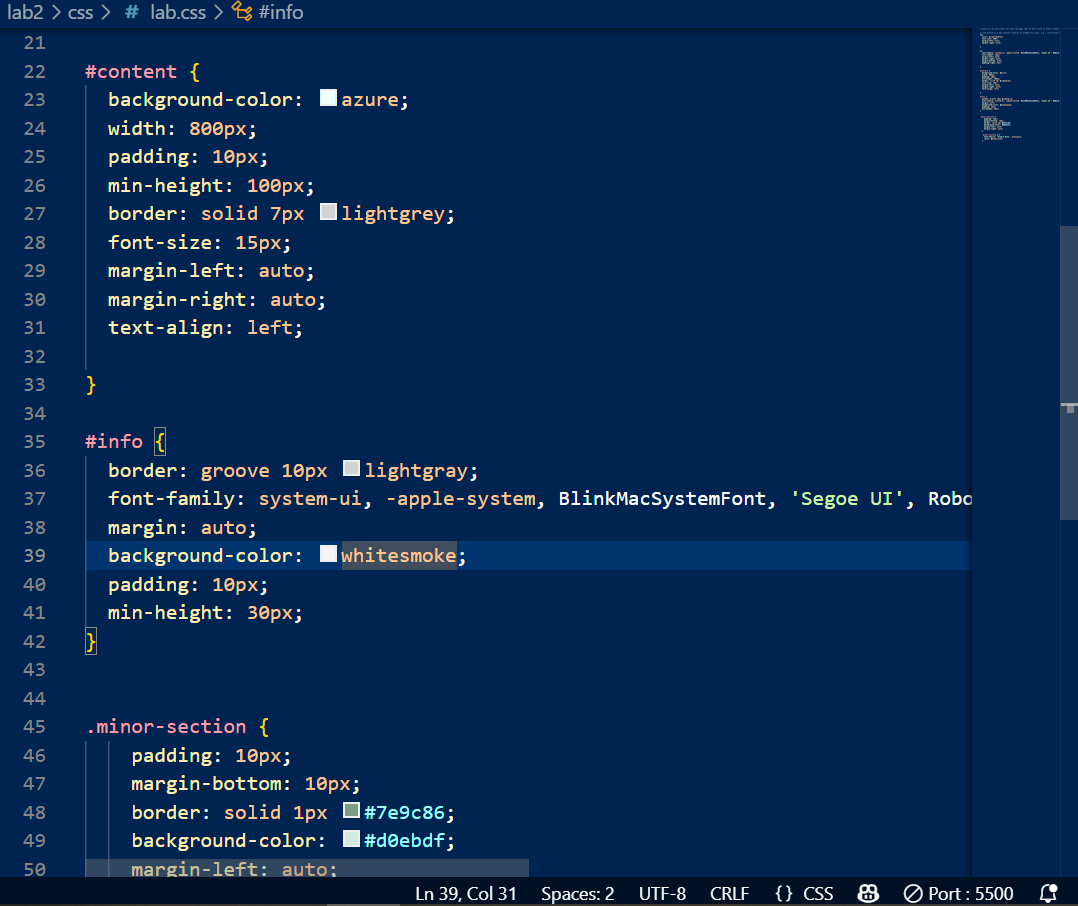 lab2 > css > # lab.css > #info
21
22 #content {
23 background-color: azure;
24 width: 800px;
25 padding: 10px;
26 min-height: 100px;
27 border: solid 7px lightgrey;
28 font-size: 15px;
29 margin-left: auto;
30 margin-right: auto;
31 text-align: left;
32
33 }
34
35 #info {
36 border: groove 10px lightgray;
37 font-family: system-ui, -apple-system, BlinkMacSystemFont, 'Segoe UI', Robo
38 margin: auto;
39 background-color: whitesmoke;
40 padding: 10px;
41 min-height: 30px;
42 }
43
44
45 .minor-section {
46 padding: 10px;
47 margin-bottom: 10px;
48 border: solid 1px #7e9c86;
49 background-color: #d0ebdf;
50 margin-left: auto;
Ln 39, Col 31 Spaces: 2 UTF-8 CRLF {} CSS Port : 5500